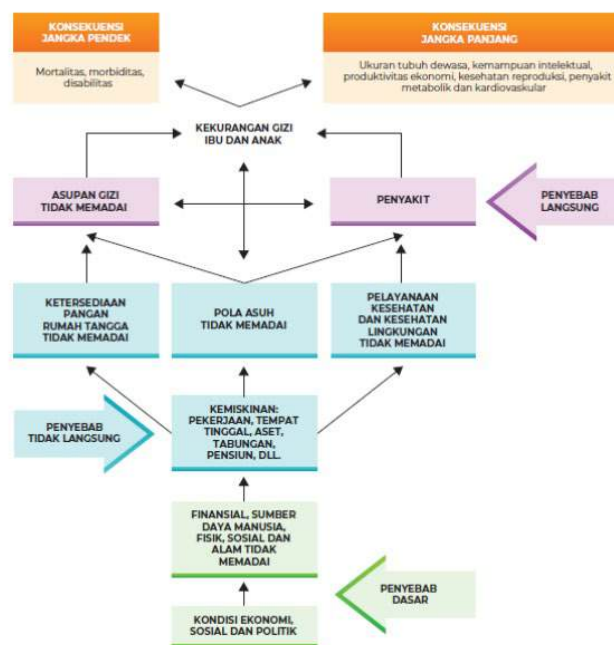 KONSEKUENSI
JANGKA PENDEK
Mortalitas, morbiditas,
disabilitas
KONSEKUENSI
JANGKA PANJANG
Ukuran tubuh dewasa, kemampuan intelektual,
produktivitas ekonomi, kesehatan reproduksi, penyakit
metabolik dan kardiovaskular
KEKURANGAN GIZI
IBU DAN ANAK
ASUPAN GIZI
TIDAK MEMADAI
PENYAKIT
PENYEBAB
LANGSUNG
KETERSEDIAAN
PANGAN
RUMAH TANGGA
TIDAK MEMADAI
POLA ASUH
TIDAK MEMADAI
PELAYANAAN
KESEHATAN
DAN KESEHATAN
LINGKUNGAN
TIDAK MEMADAI
PENYEBAB
TIDAK LANGSUNG
KEMISKINAN:
PEKERJAAN, TEMPAT
TINGGAL, ASET,
TABUNGAN,
PENSIUN, DLL.
FINANSIAL, SUMBER
DAYA MANUSIA,
FISIK, SOSIAL DAN
ALAM TIDAK
MEMADAI
PENYEBAB
DASAR
KONDISI EKONOMI,
SOSIAL DAN POLITIK